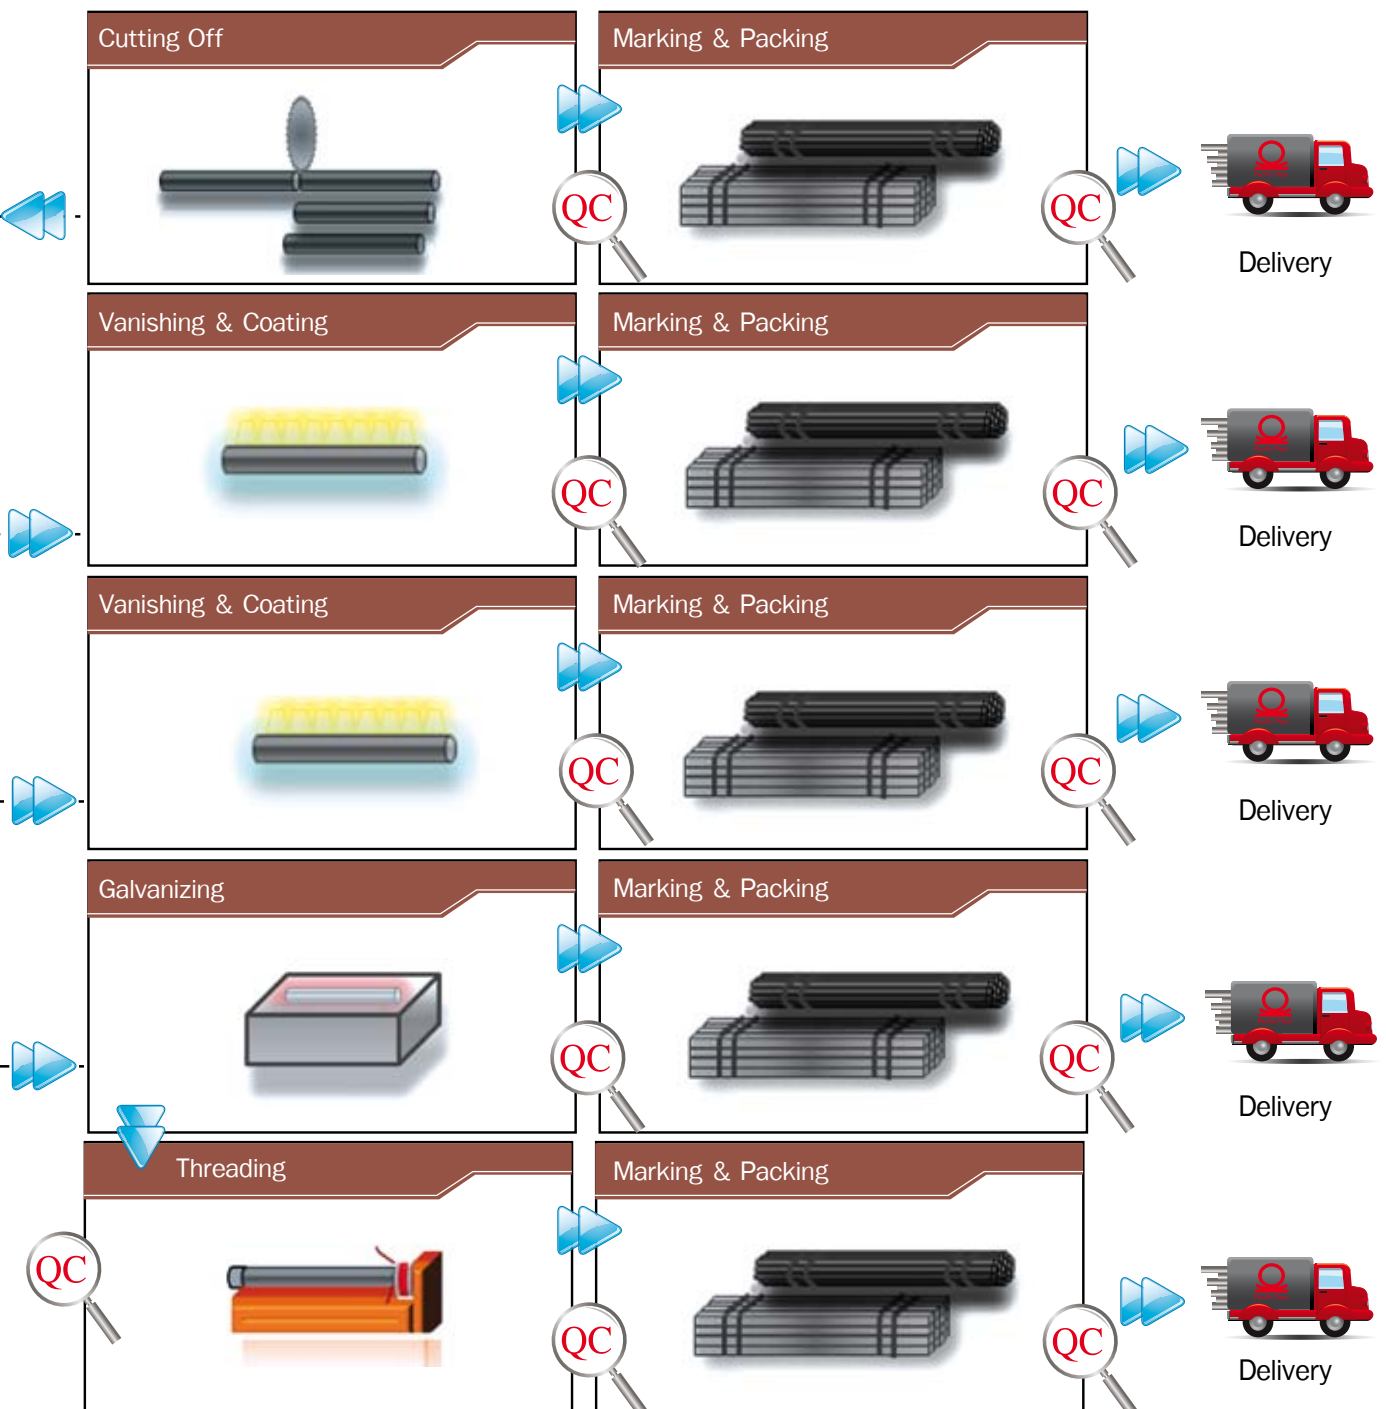 Cutting Off
Marking & Packing
QC
QC
Delivery
Vanishing & Coating
Marking & Packing
QC
QC
Delivery
Vanishing & Coating
Marking & Packing
QC
QC
Delivery
Galvanizing
Marking & Packing
QC
QC
Delivery
Threading
Marking & Packing
QC
QC
QC
Delivery